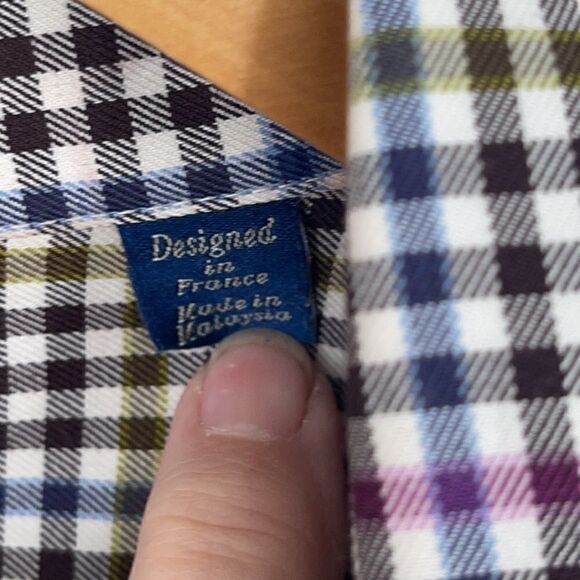 Designed
in
France
Made in
Malaysia